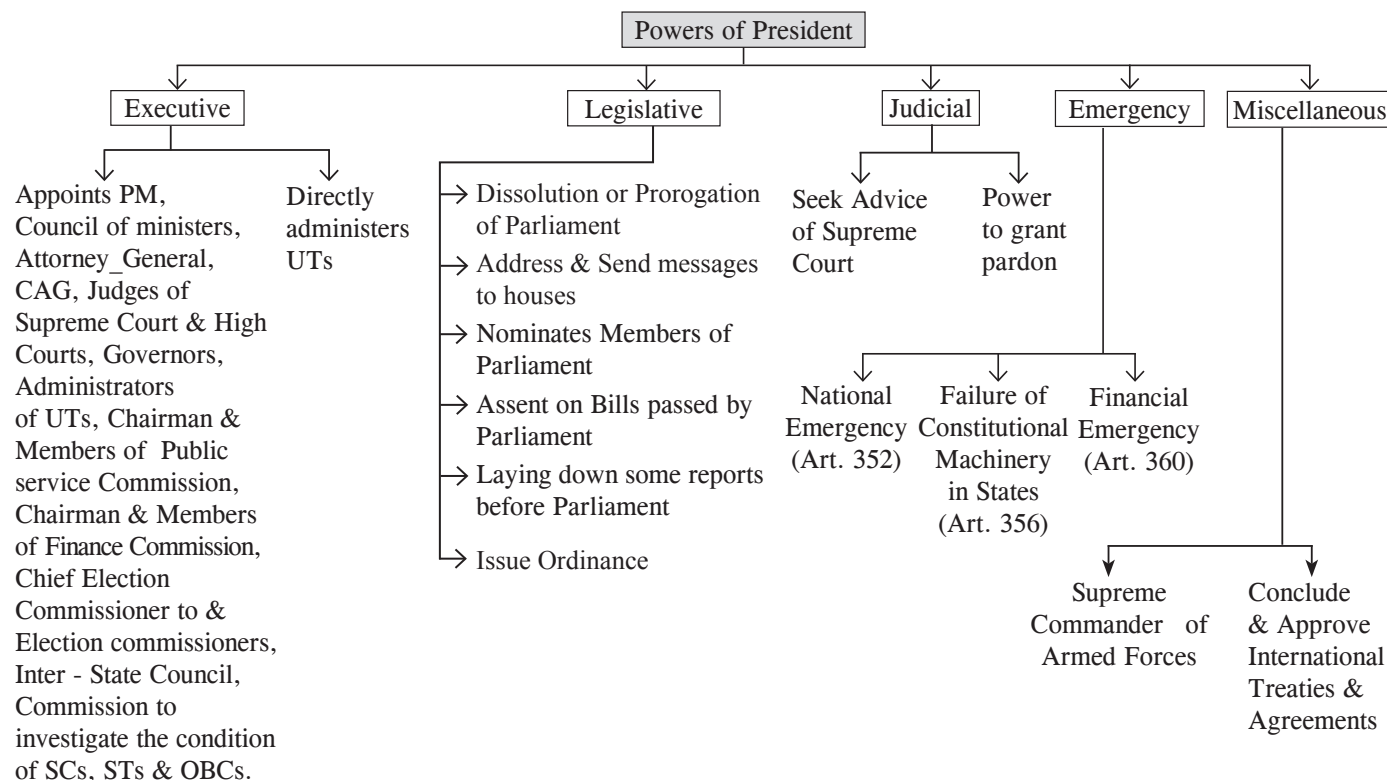 Powers of President
Executive
Legislative
Judicial
Emergency
Miscellaneous
Appoints PM,
Council of ministers,
Attorney_General,
CAG, Judges of
Supreme Court & High
Courts, Governors,
Administrators
of UTs, Chairman &
Members of Public
service Commission,
Chairman & Members
of Finance Commission,
Chief Election
Commissioner to &
Election commissioners,
Inter - State Council,
Commission to
investigate the condition
of SCs, STs & OBCs.
Directly
administers
UTs
Dissolution or Prorogation
of Parliament
Address & Send messages
to houses
Nominates Members of
Parliament
Assent on Bills passed by
Parliament
Laying down some reports
before Parliament
Issue Ordinance
Seek Advice
of Supreme
Court
Power
to grant
pardon
National
Emergency
(Art. 352)
Failure of
Constitutional
Machinery
in States
(Art. 356)
Financial
Emergency
(Art. 360)
Supreme
Commander of
Armed Forces
Conclude
& Approve
International
Treaties &
Agreements